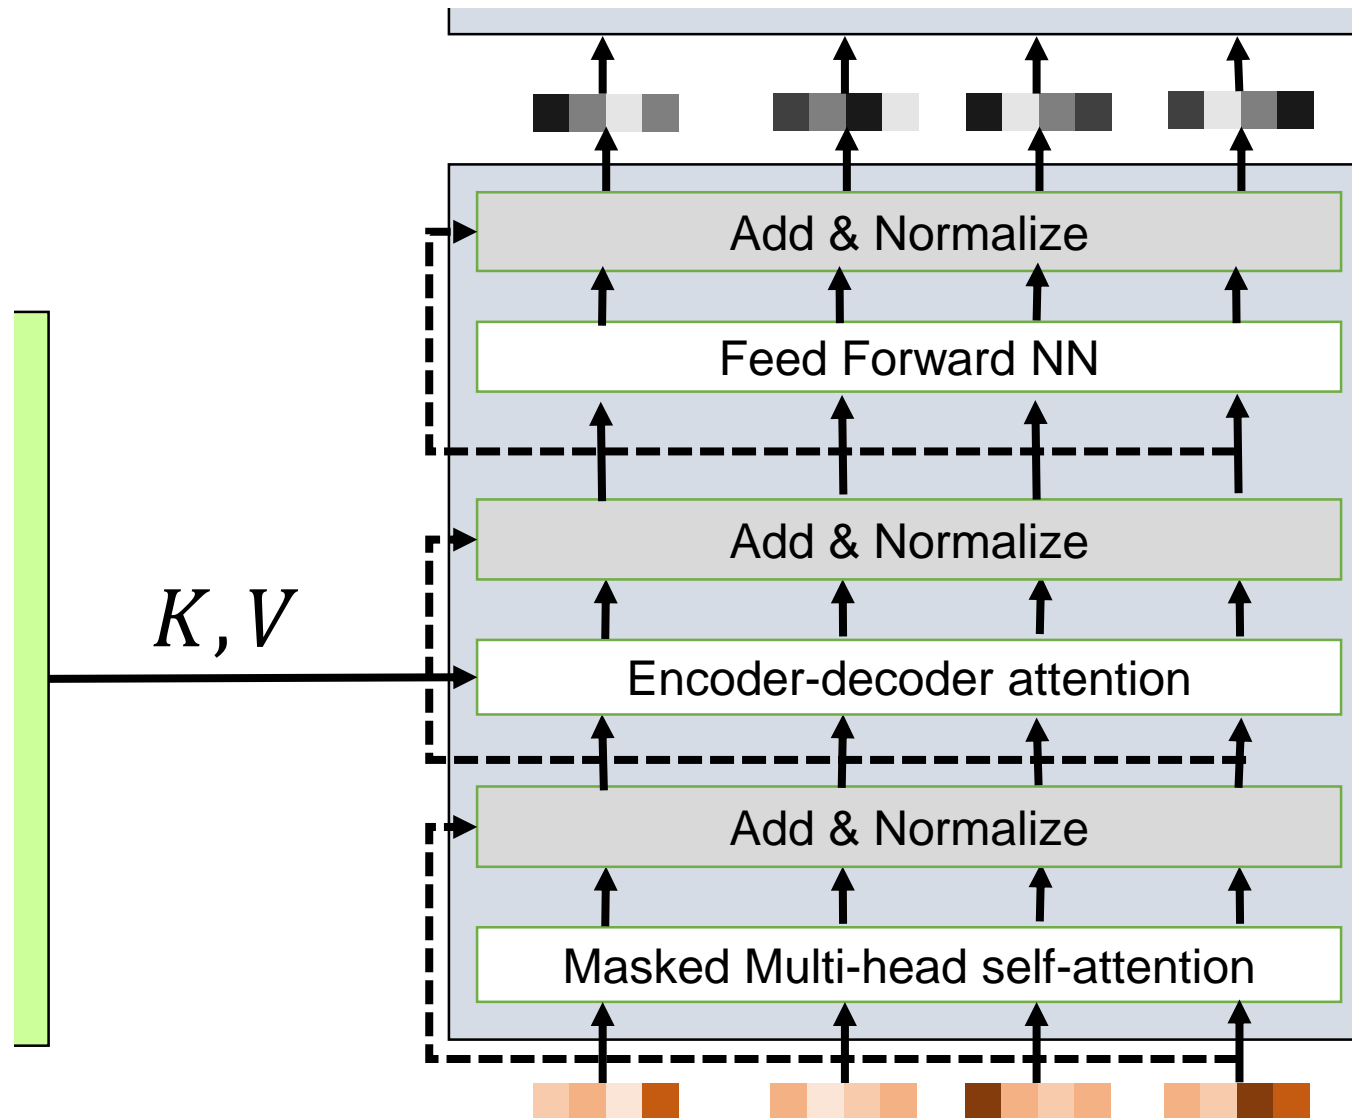 Add & Normalize
Feed Forward NN
Add & Normalize
K, V
Encoder-decoder attention
Add & Normalize
Masked Multi-head self-attention